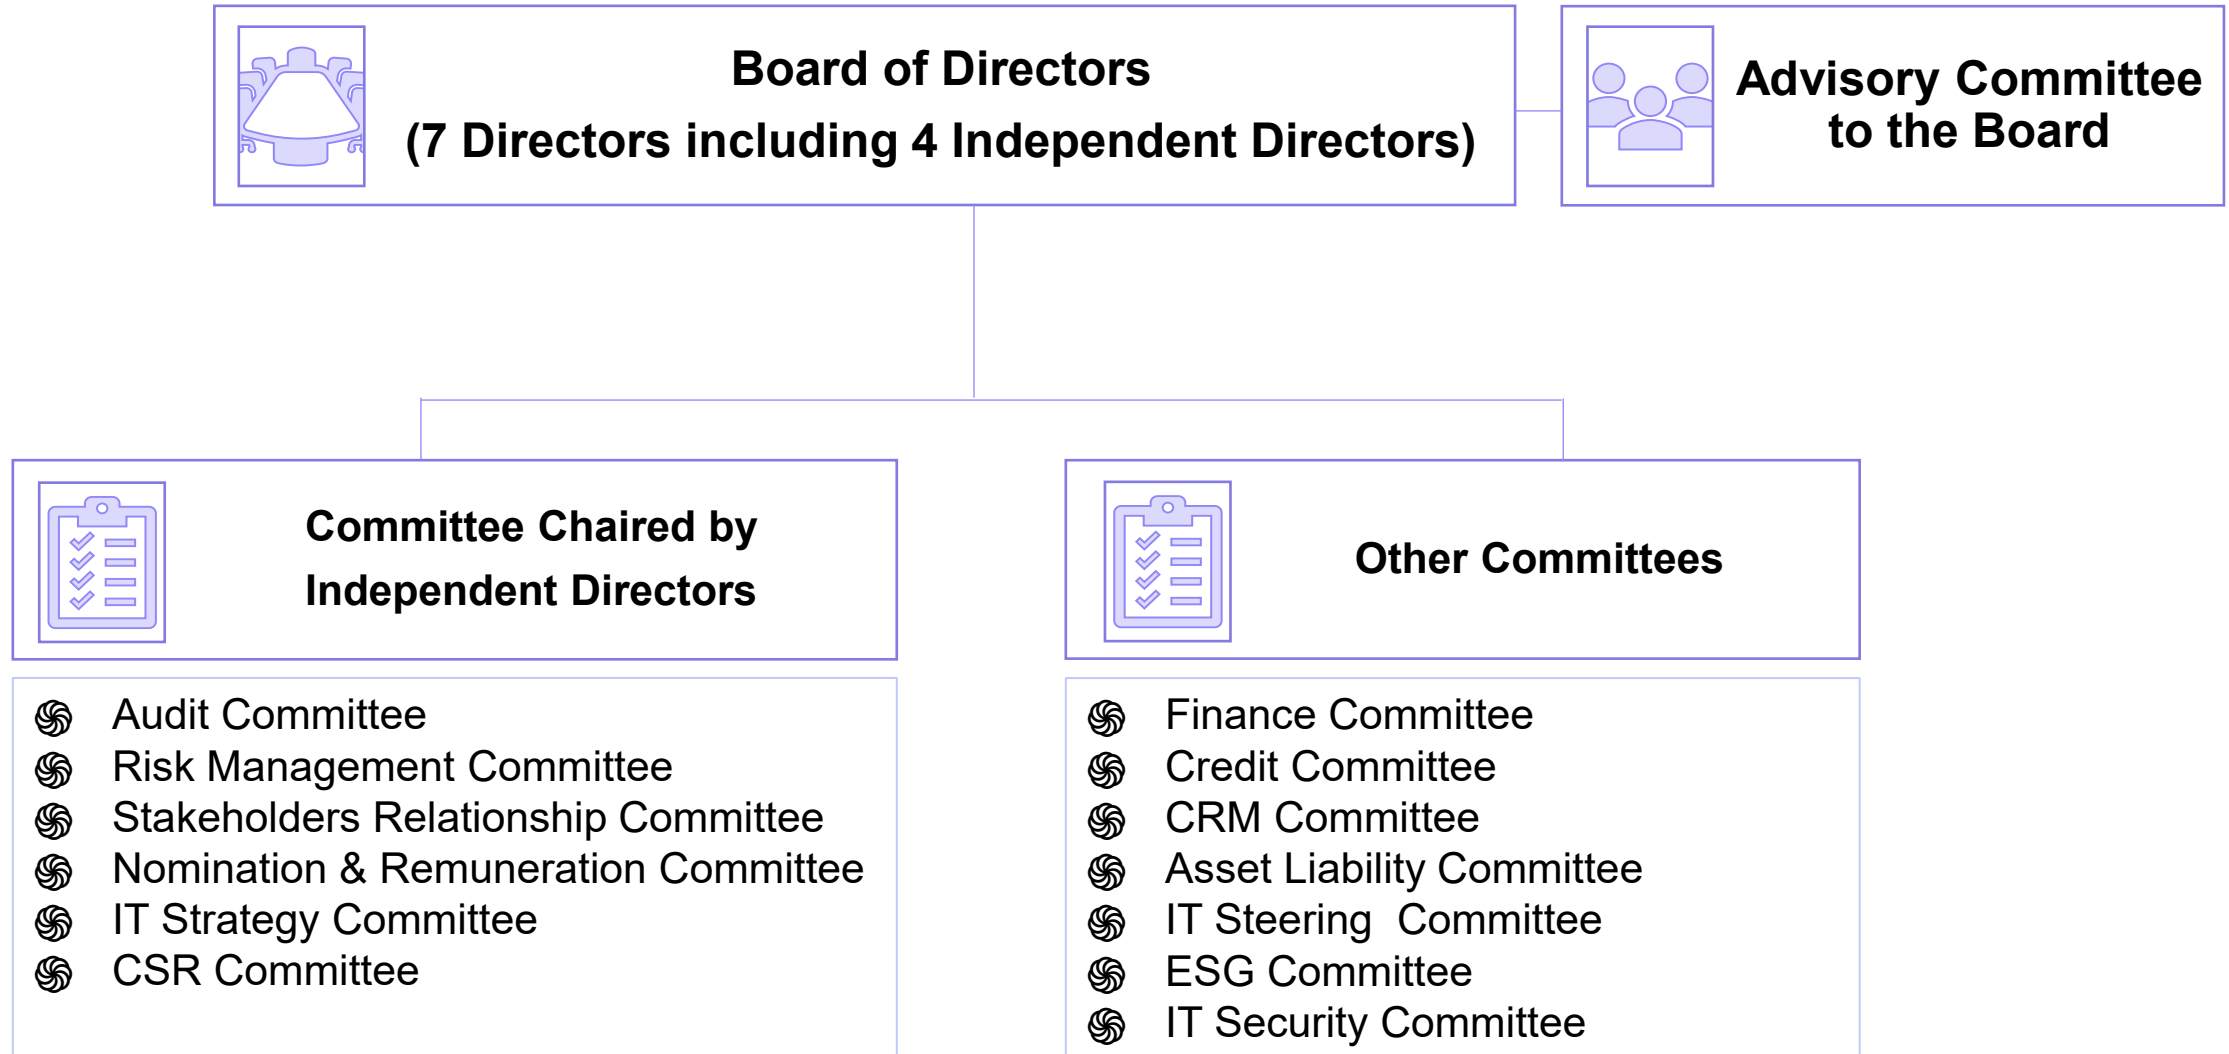 Board of Directors
(7 Directors including 4 Independent Directors)
Advisory Committee
to the Board
Committee Chaired by
Independent Directors
Audit Committee
Risk Management Committee
Stakeholders Relationship Committee
Nomination & Remuneration Committee
IT Strategy Committee
CSR Committee
Other Committees
Finance Committee
Credit Committee
CRM Committee
Asset Liability Committee
IT Steering  Committee
ESG Committee
IT Security Committee